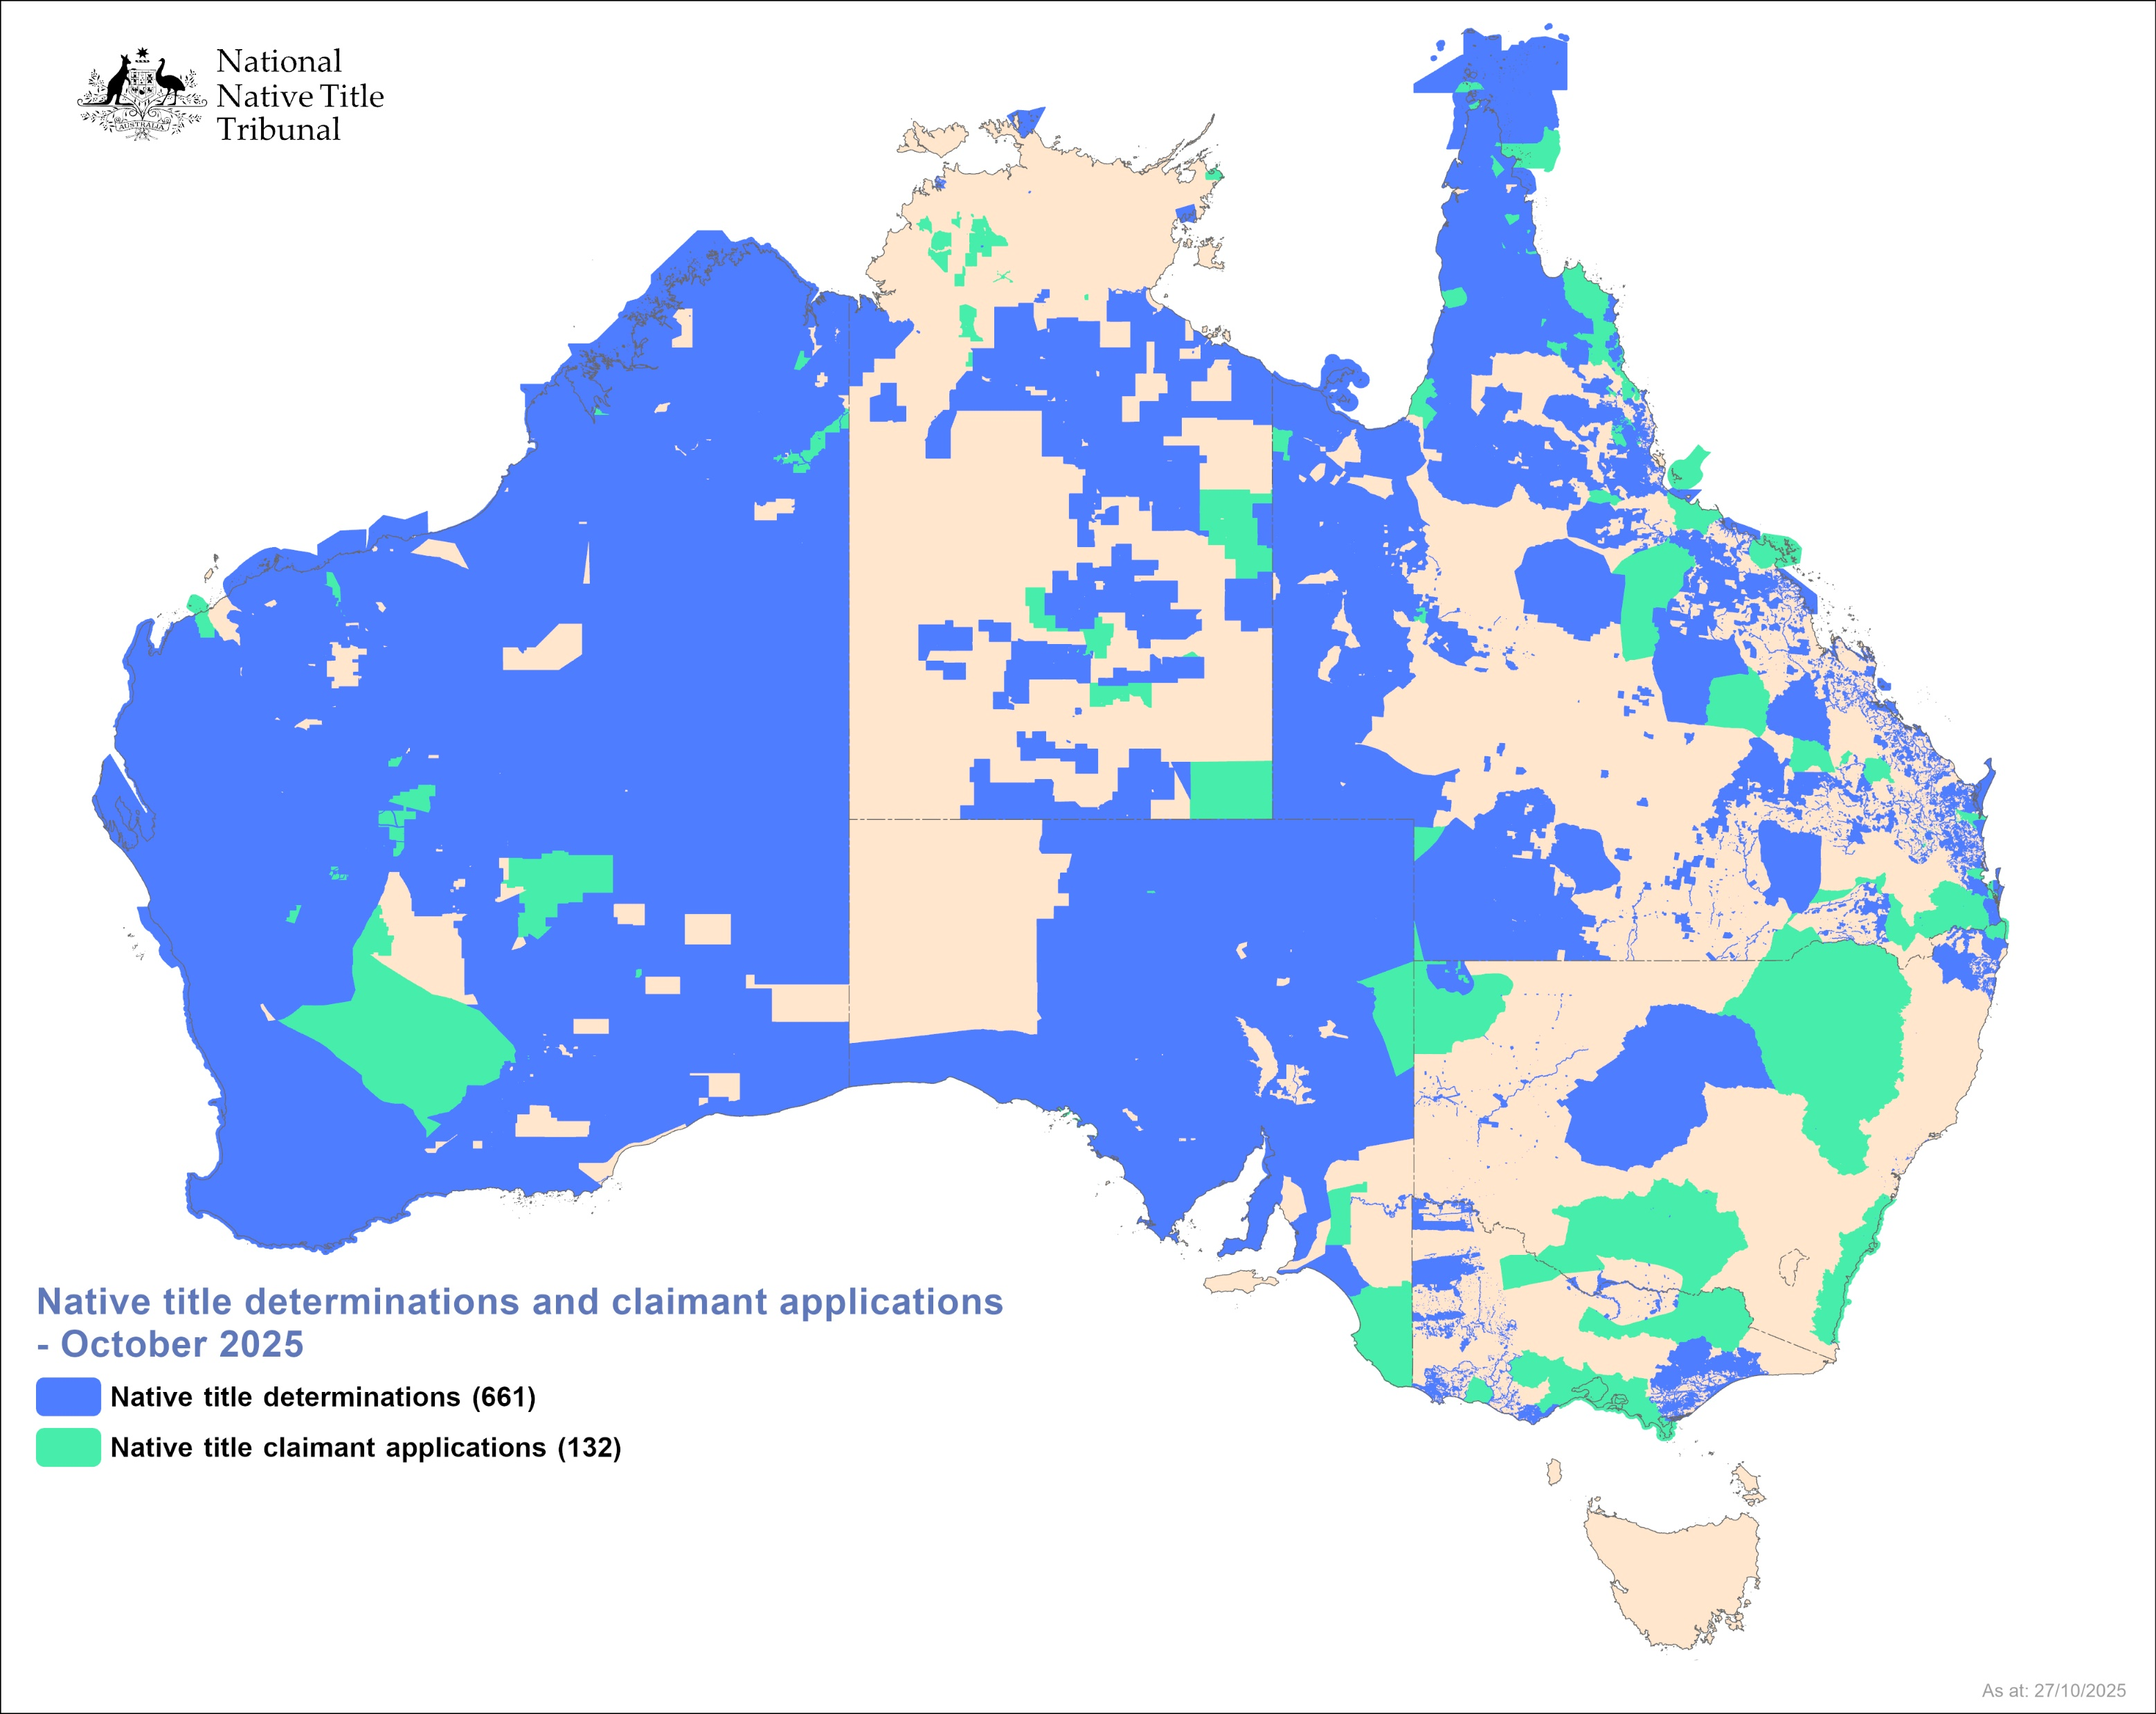 National
Native Title
Tribunal
AUSTRALIA
Native title determinations and claimant applications
- October 2025
Native title determinations (661)
Native title claimant applications (132)
As at: 27/10/2025